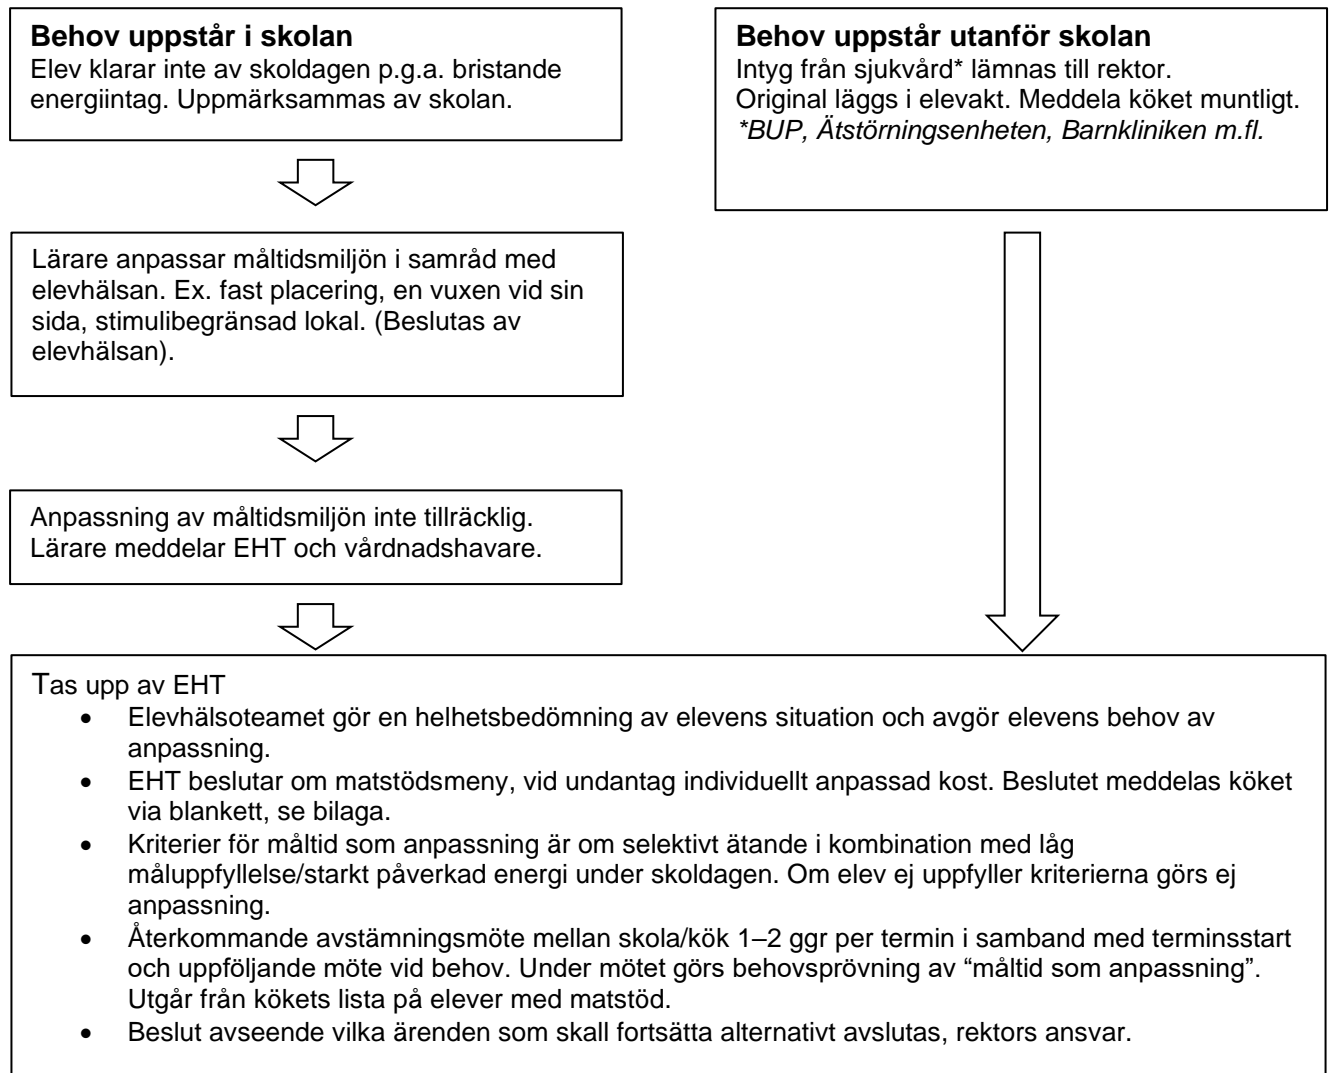 Behov uppstår i skolan
Elev klarar inte av skoldagen p.g.a. bristande
energiintag. Uppmärksammas av skolan.
Behov uppstår utanför skolan
Intyg från sjukvård* lämnas till rektor.
Original läggs i elevakt. Meddela köket muntligt.
*BUP, Ätstörningsenheten, Barnkliniken m.fl.
Lärare anpassar måltidsmiljön i samråd med
elevhälsan. Ex. fast placering, en vuxen vid sin
sida, stimulibegränsad lokal. (Beslutas av
elevhälsan).
Anpassning av måltidsmiljön inte tillräcklig.
Lärare meddelar EHT och vårdnadshavare.
Tas upp av EHT
• Elevhälsoteamet gör en helhetsbedömning av elevens situation och avgör elevens behov av
anpassning.
• EHT beslutar om matstödsmeny, vid undantag individuellt anpassad kost. Beslutet meddelas köket
via blankett, se bilaga.
• Kriterier för måltid som anpassning är om selektivt ätande i kombination med låg
måluppfyllelse/starkt påverkad energi under skoldagen. Om elev ej uppfyller kriterierna görs ej
anpassning.
• Återkommande avstämningsmöte mellan skola/kök 1–2 ggr per termin i samband med terminsstart
och uppföljande möte vid behov. Under mötet görs behovsprövning av “måltid som anpassning”.
Utgår från kökets lista på elever med matstöd.
• Beslut avseende vilka ärenden som skall fortsätta alternativt avslutas, rektors ansvar.